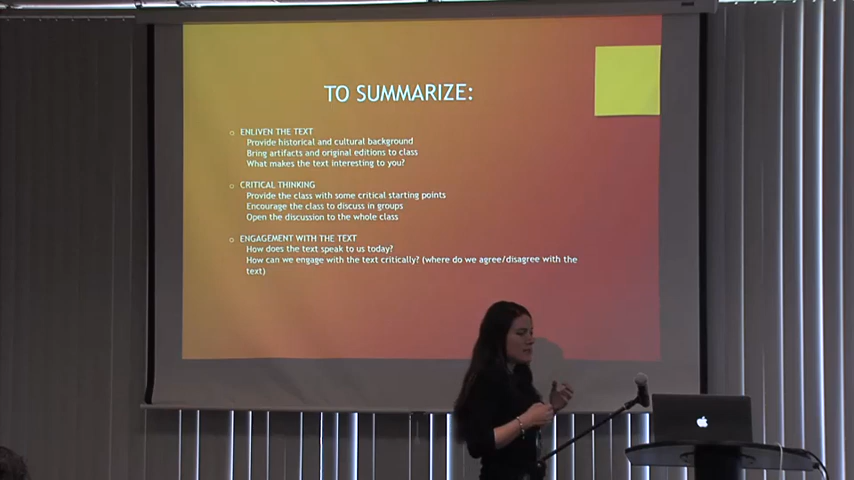 TO SUMMARIZE:
ENLIVEN THE TEXT
Provide historical and cultural background
Bring artifacts and original editions to class
What makes the text interesting to you?
CRITICAL THINKING
Provide the class with some critical starting points
Encourage the class to discuss in groups
Open the discussion to the whole class
ENGAGEMENT WITH THE TEXT
How does the text speak to us today?
How can we engage with the text critically? (where do we agree/disagree with the
text)